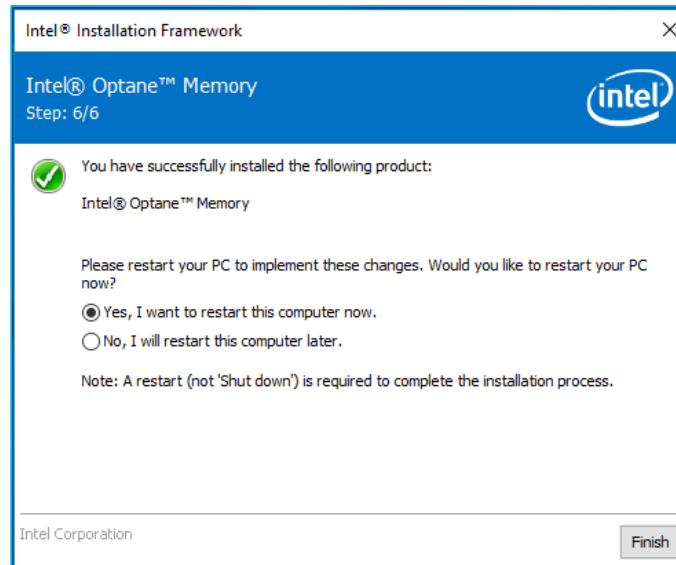 Intel® Installation Framework
Intel® Optane™ Memory
Step: 6/6
intel
You have successfully installed the following product:
Intel® Optane™ Memory
Please restart your PC to implement these changes. Would you like to restart your PC
now?
Yes, I want to restart this computer now.
No, I will restart this computer later.
Note: A restart (not 'Shut down') is required to complete the installation process.
Intel Corporation
Finish